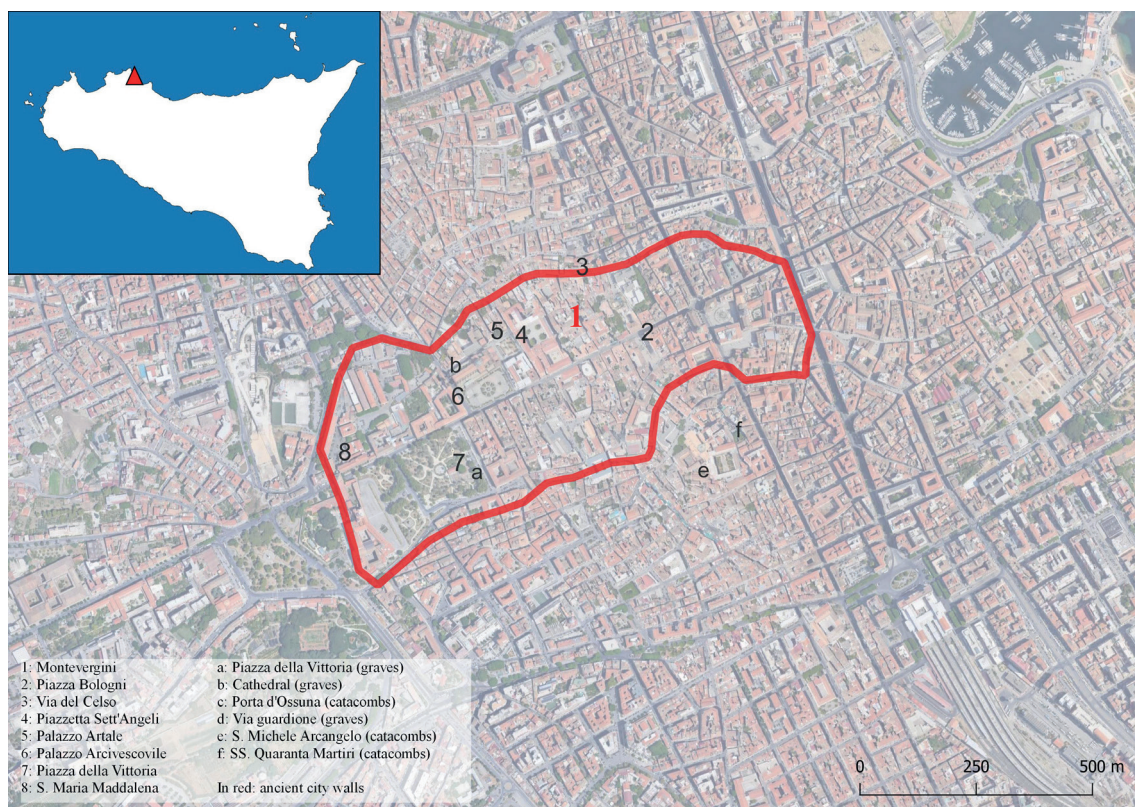 3
1
5
4
2
b
6
f
8
7
a
e
1: Montevergini
2: Piazza Bologni
3: Via del Celso
4: Piazzetta Sett'Angeli
5: Palazzo Artale
6: Palazzo Arcivescovile
7: Piazza della Vittoria
8: S. Maria Maddalena
a: Piazza della Vittoria (graves)
b: Cathedral (graves)
c: Porta d'Ossuna (catacombs)
d: Via guardione (graves)
e: S. Michele Arcangelo (catacombs)
f: SS. Quaranta Martiri (catacombs)
In red: ancient city walls
0 250 500 m